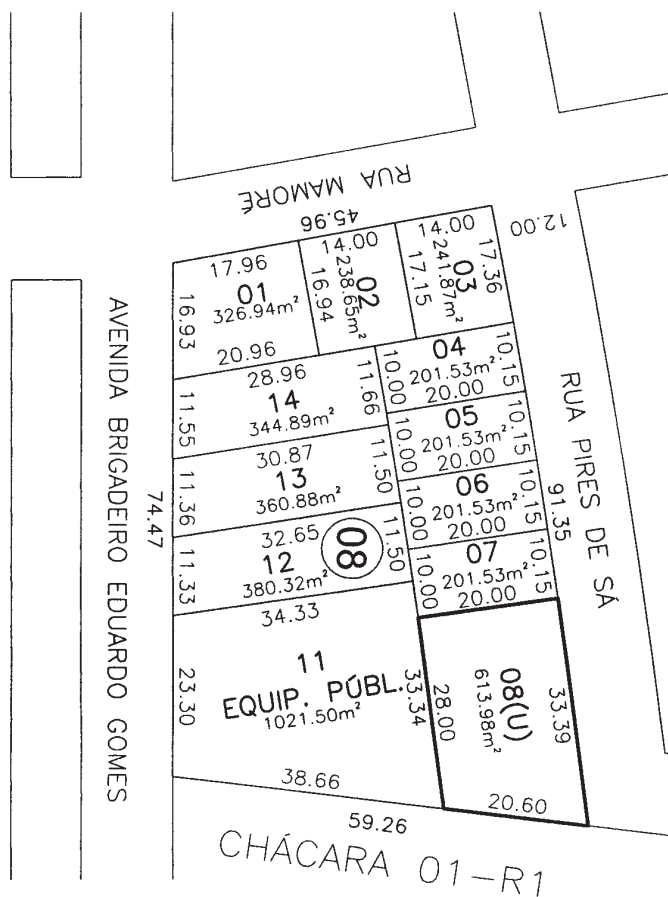 RUA MAMORÉ
45.96
12.00
17.96
14.00
14.00
16.93
01
326.94m²
16.94
238.65m²
02
17.15
241.87m²
03
17.36
20.96
28.96
11.55
14
344.89m²
11.66
10.00
04
201.53m²
20.00
10.15
30.87
11.36
13
360.88m²
11.50
10.00
05
201.53m²
20.00
10.15
32.65
11.33
12
380.32m²
08
11.50
10.00
06
201.53m²
20.00
10.15
10.00
07
201.53m²
20.00
10.15
34.33
23.30
11
EQUIP. PÚBL.
1021.50m²
33.34
28.00
08(U)
613.98m²
33.39
38.66
20.60
59.26
74.47
91.35
AVENIDA BRIGADEIRO EDUARDO GOMES
RUA PIRES DE SÁ
CHÁCARA 01-R1